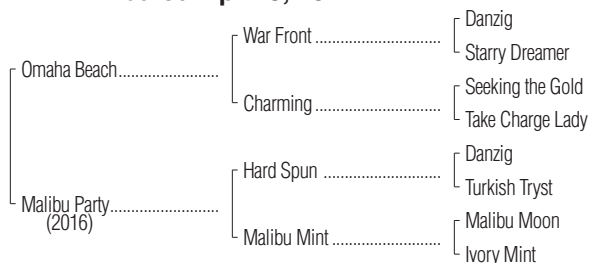 Danzig
War Front
Starry Dreamer
Omaha Beach
Seeking the Gold
Charming
Take Charge Lady
Danzig
Hard Spun
Turkish Tryst
Malibu Party
(2016)
Malibu Moon
Malibu Mint
Ivory Mint